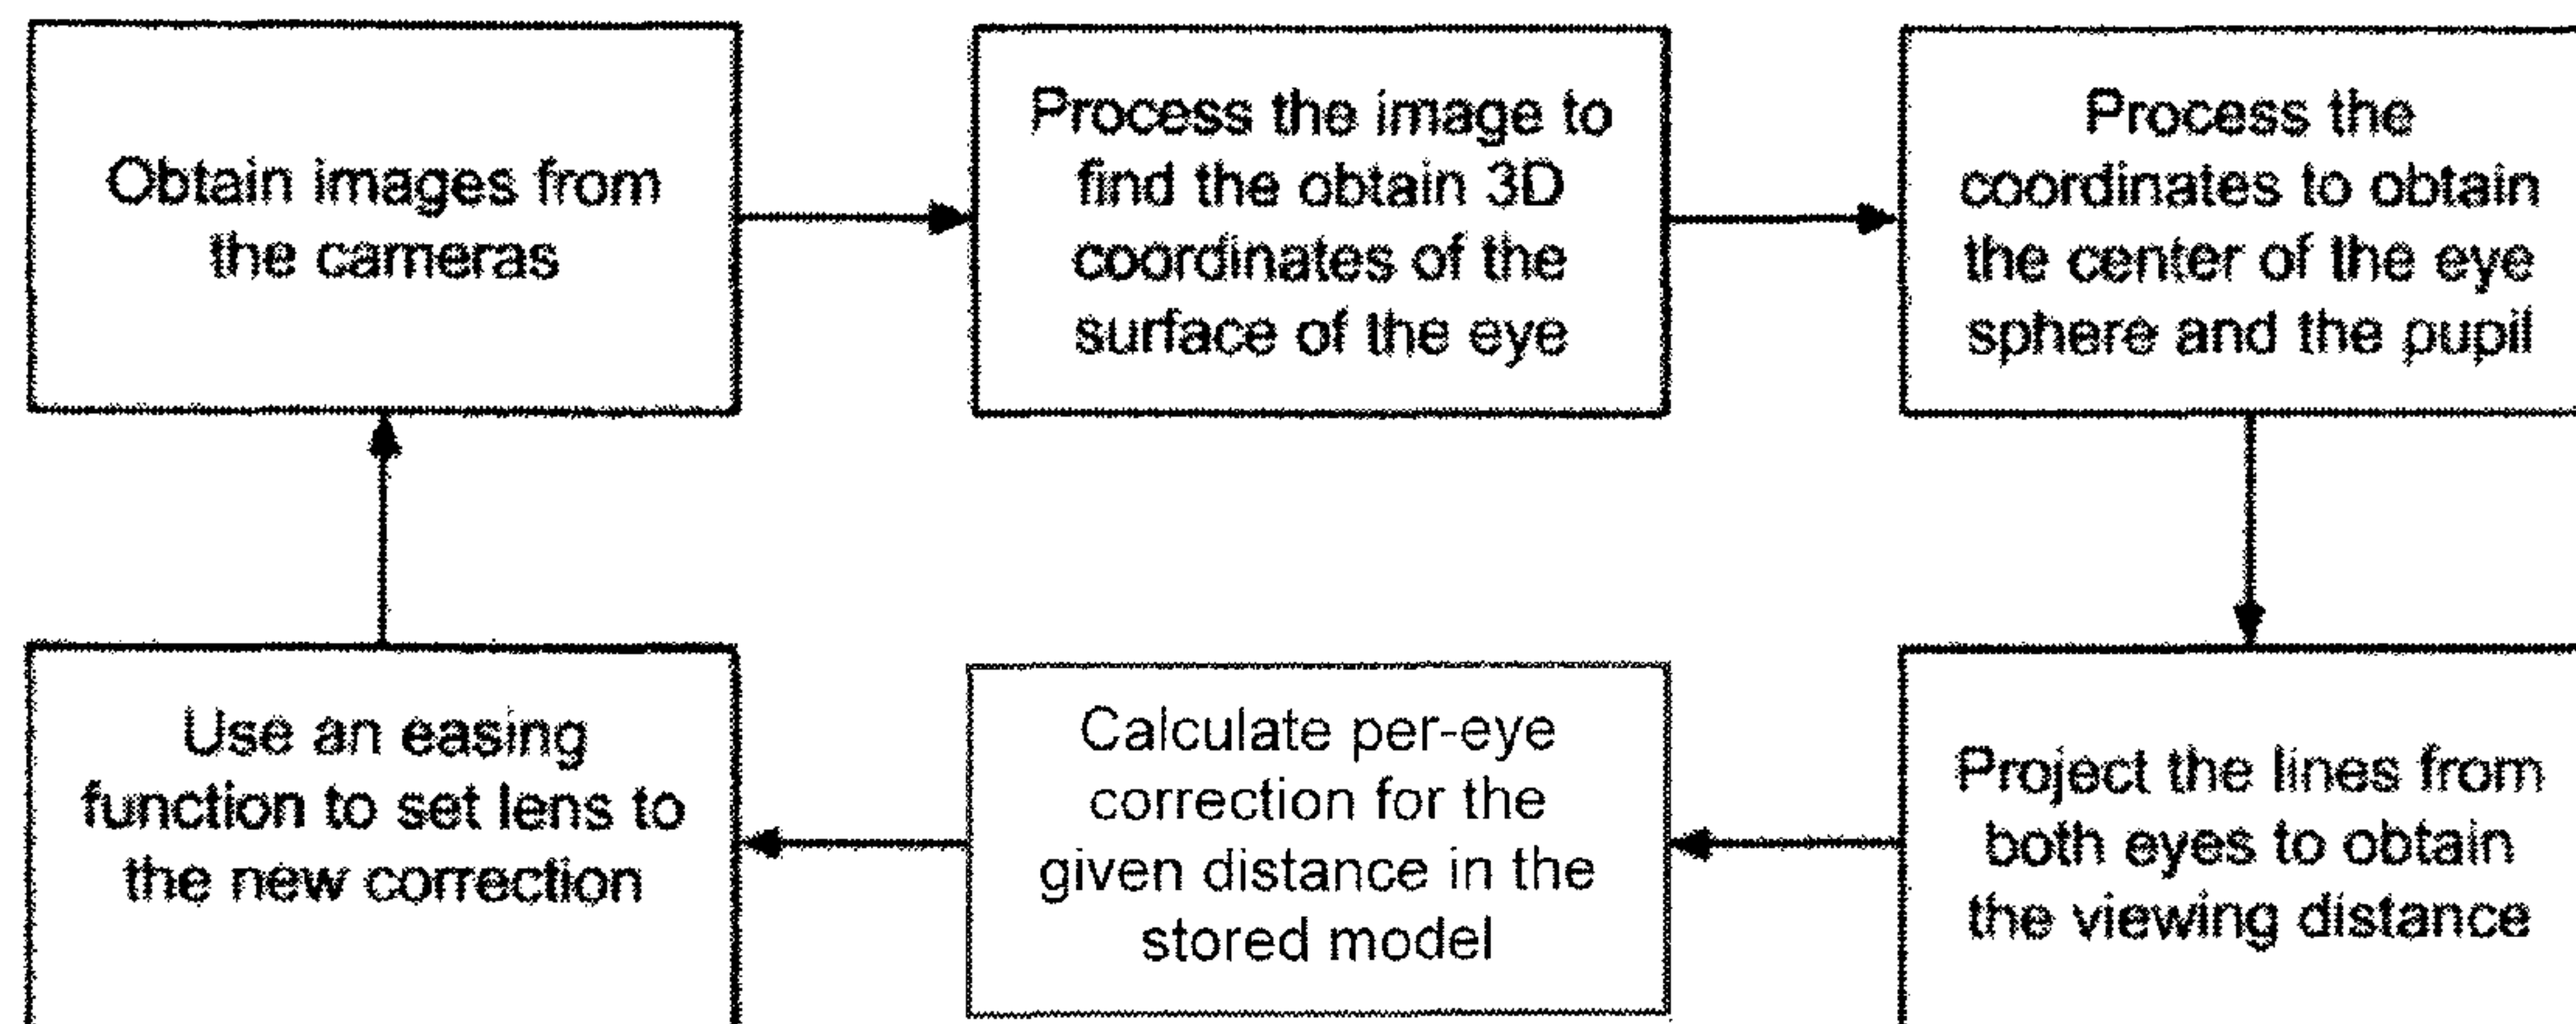 Obtain images from
the cameras
Process the image to
find the obtain 3D
coordinates of the
surface of the eye
Process the
coordinates to obtain
the center of the eye
sphere and the pupil
Project the lines from
both eyes to obtain
the viewing distance
Calculate per-eye
correction for the
given distance in the
stored model
Use an easing
function to set lens to
the new correction